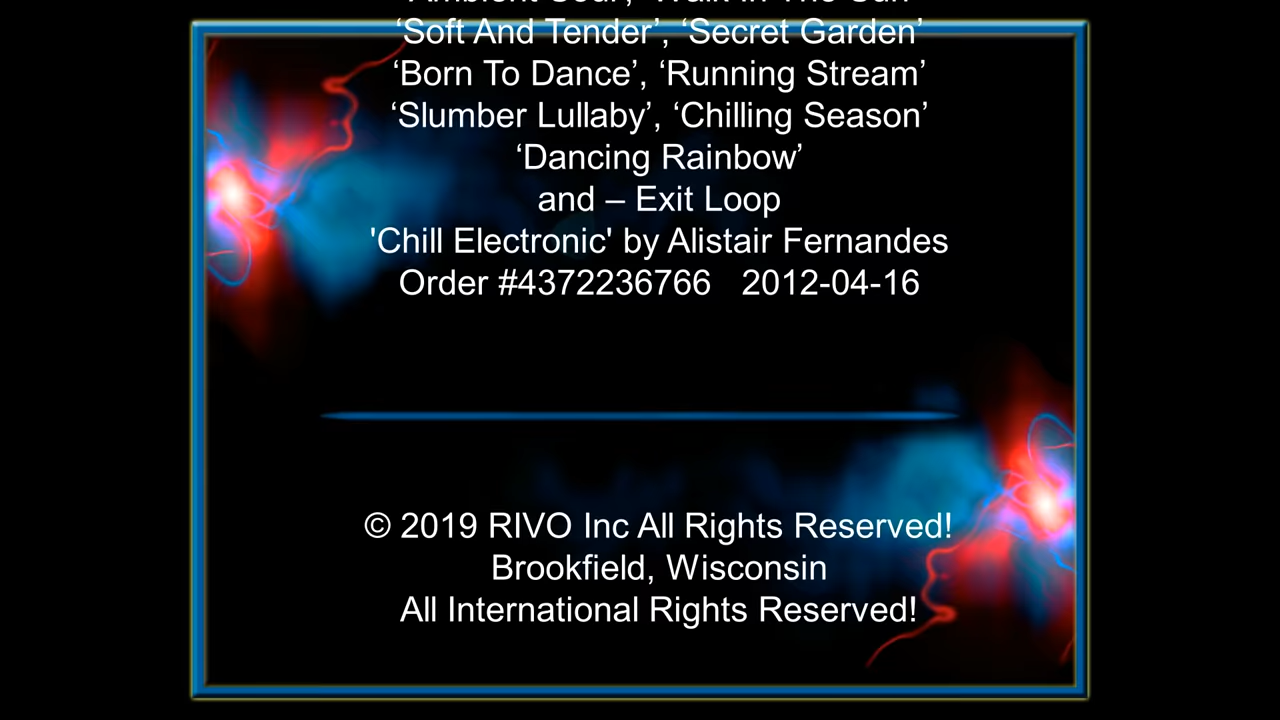 ‘Soft And Tender’, ‘Secret Garden’
‘Born To Dance’, ‘Running Stream’
‘Slumber Lullaby’, ‘Chilling Season’
‘Dancing Rainbow’
and – Exit Loop
'Chill Electronic' by Alistair Fernandes
Order #4372236766 2012-04-16
© 2019 RIVO Inc All Rights Reserved!
Brookfield, Wisconsin
All International Rights Reserved!